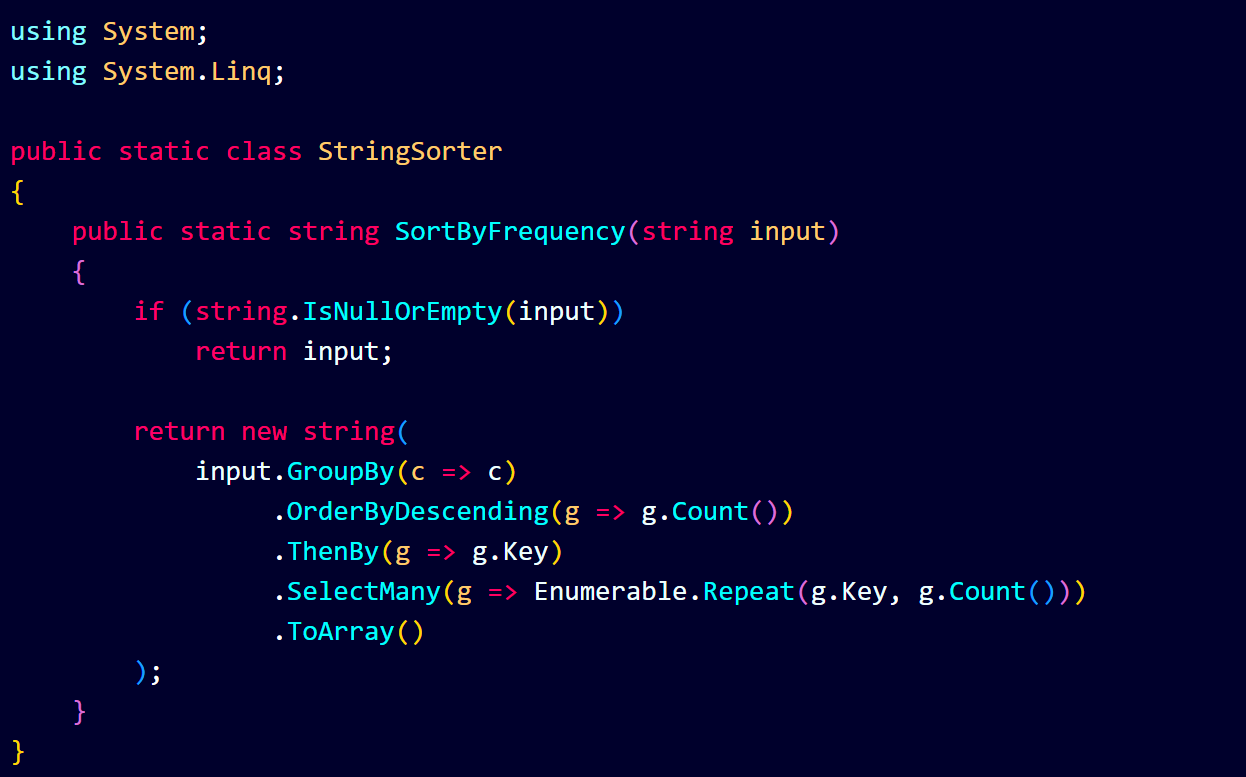 using System;
using System.Linq;

public static class StringSorter
{
    public static string SortByFrequency(string input)
    {
        if (string.IsNullOrEmpty(input))
            return input;

        return new string(
            input.GroupBy(c => c)
                 .OrderByDescending(g => g.Count())
                 .ThenBy(g => g.Key)
                 .SelectMany(g => Enumerable.Repeat(g.Key, g.Count()))
                 .ToArray()
        );
    }
}